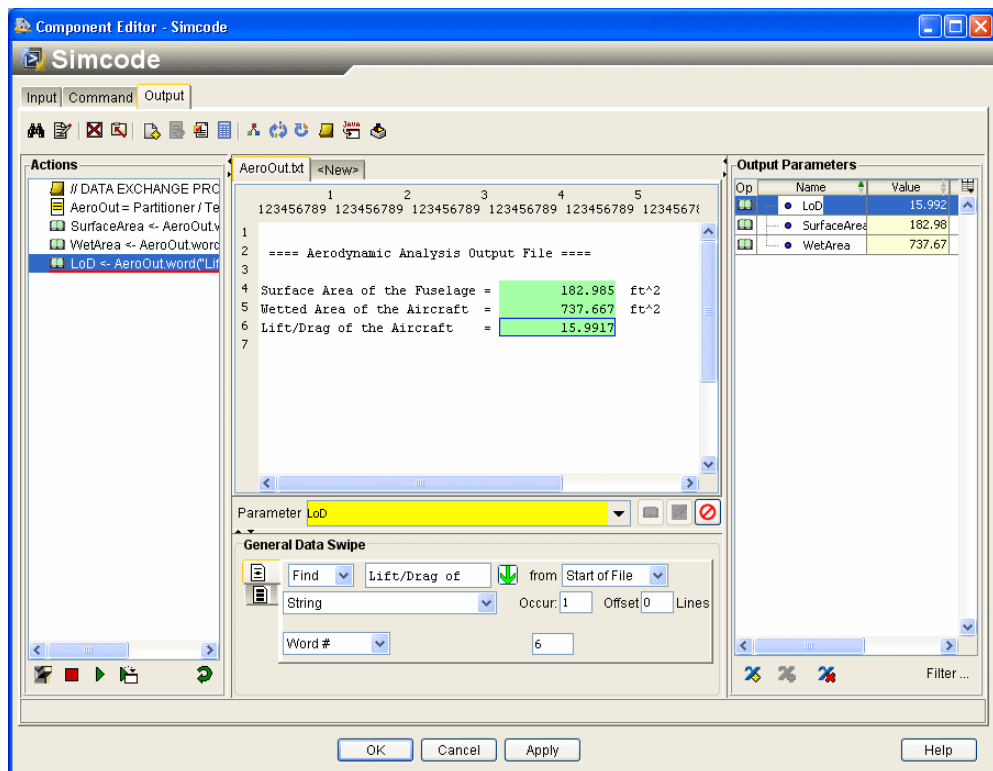 Component Editor - Simcode
Simcode
Input Command Output
Java
Actions
// DATA EXCHANGE PRC
AeroOut = Partitioner / Te
SurfaceArea <- AeroOut.v
WetArea <- AeroOut.word
LoD <- AeroOut.word("Lif
AeroOut.txt <New>
1 2 3 4 5
123456789 123456789 123456789 123456789 123456789 1234567
1
2 ==== Aerodynamic Analysis Output File ====
3
4 Surface Area of the Fuselage = 182.985 ft^2
5 Wetted Area of the Aircraft = 737.667 ft^2
6 Lift/Drag of the Aircraft = 15.9917
7
Parameter LoD
General Data Swipe
Find Lift/Drag of from Start of File
String Occur: 1 Offset 0 Lines
Word # 6
Output Parameters
Op Name Value
LoD 15.992
SurfaceArea 182.98
WetArea 737.67
Filter ...
OK Cancel Apply Help